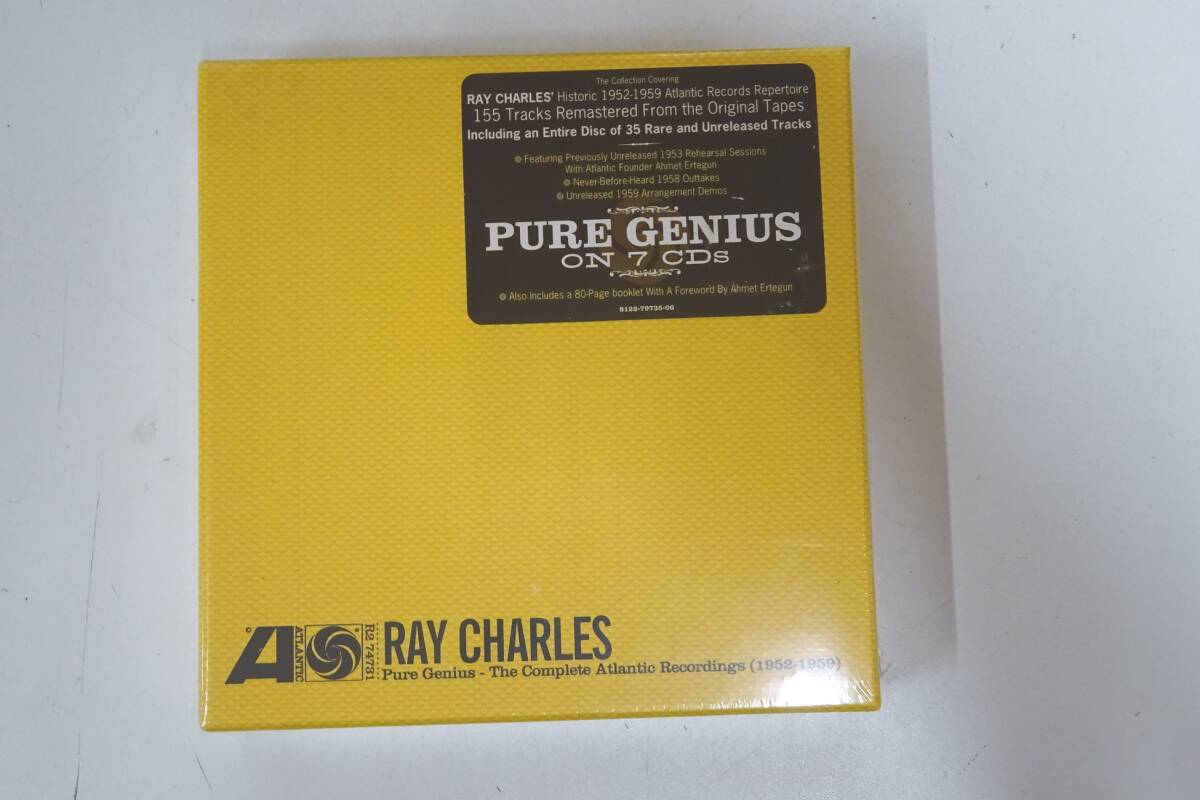 The Collection Covering
RAY CHARLES' Historic 1952-1959 Atlantic Records Repertoire
155 Tracks Remastered From the Original Tapes
Including an Entire Disc of 35 Rare and Unreleased Tracks
Featuring Previously Unreleased 1953 Rehearsal Sessions
With Atlantic Founder Ahmet Ertegun
Never-Before-Heard 1958 Outtakes
Unreleased 1959 Arrangement Demos
PURE GENIUS
ON 7 CDs
Also Includes a 80-Page booklet With A Foreword By Ahmet Ertegun
8122-79735-06
ATLANTIC
R2 74731
RAY CHARLES
Pure Genius - The Complete Atlantic Recordings (1952-1959)